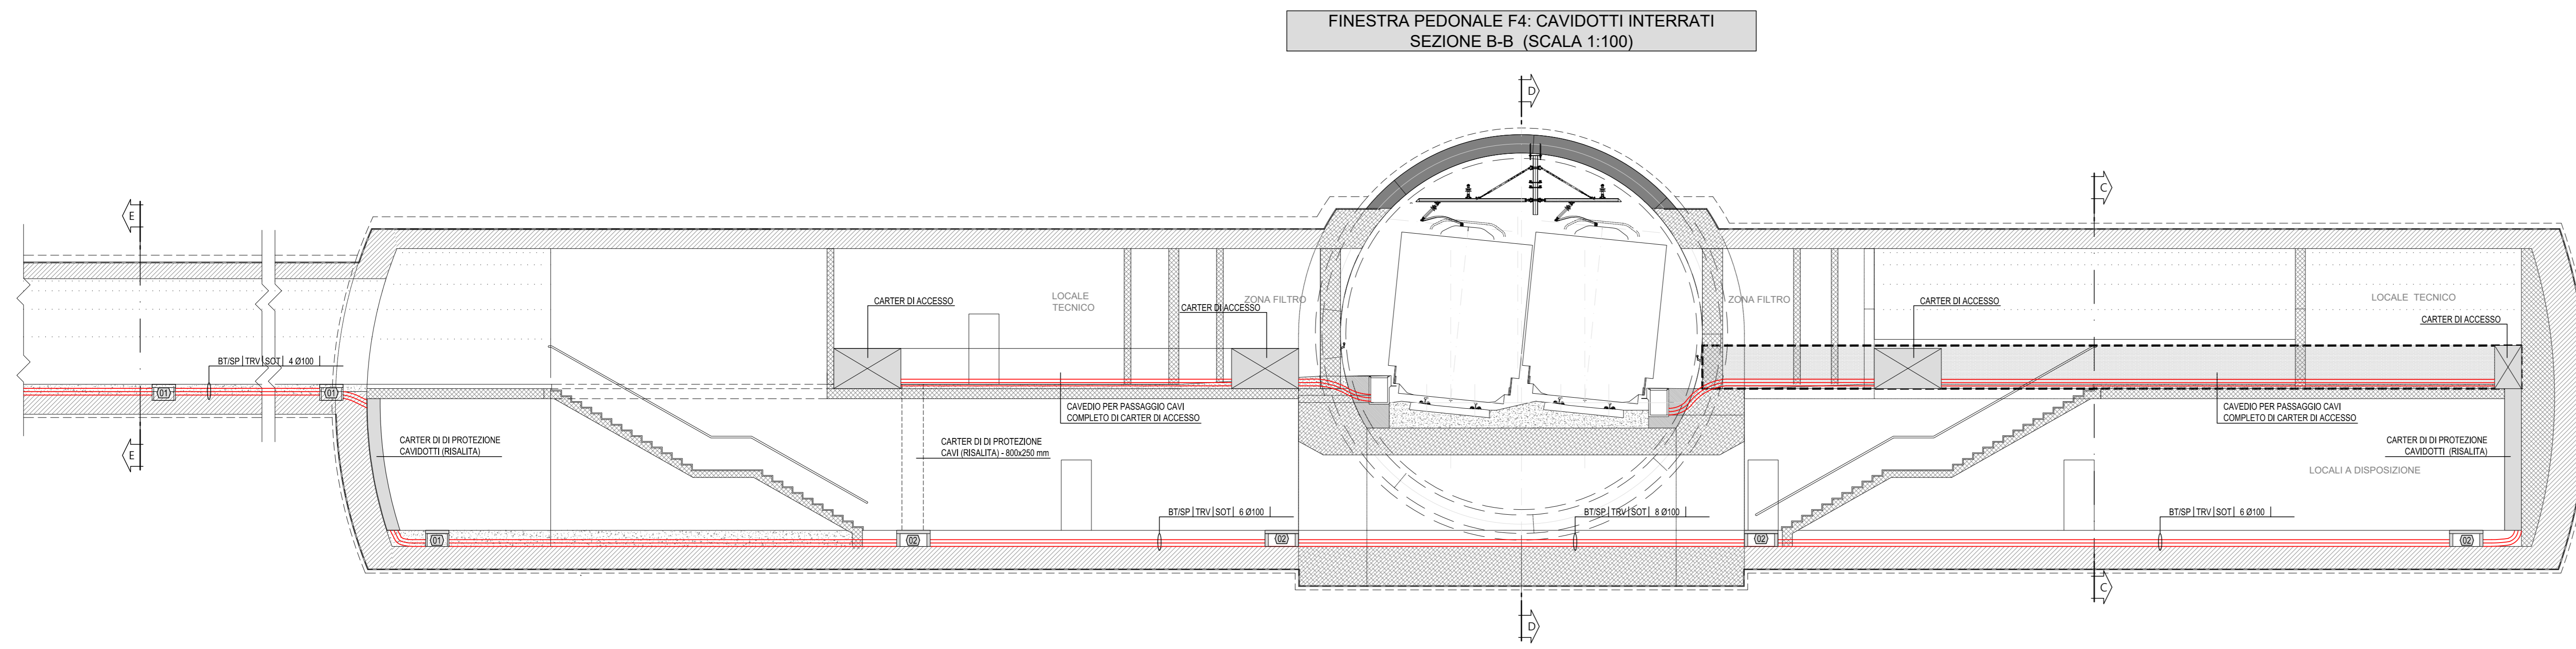 FINESTRA PEDONALE F4: CAVIDOTTI INTERRATI
SEZIONE B-B (SCALA 1:100)
D
E
C
LOCALE
TECNICO
ZONA FILTRO
ZONA FILTRO
LOCALE TECNICO
CARTER DI ACCESSO
CARTER DI ACCESSO
CARTER DI ACCESSO
CARTER DI ACCESSO
BT/SP TRV SOT 4 Ø100
01
01
CAVEDIO PER PASSAGGIO CAVI
COMPLETO DI CARTER DI ACCESSO
CAVEDIO PER PASSAGGIO CAVI
COMPLETO DI CARTER DI ACCESSO
CARTER DI DI PROTEZIONE
CAVIDOTTI (RISALITA)
CARTER DI DI PROTEZIONE
CAVI (RISALITA) - 800x250 mm
CARTER DI DI PROTEZIONE
CAVIDOTTI (RISALITA)
E
LOCALI A DISPOSIZIONE
BT/SP TRV SOT 6 Ø100
BT/SP TRV SOT 8 Ø100
BT/SP TRV SOT 6 Ø100
01
02
02
02
02
C
D